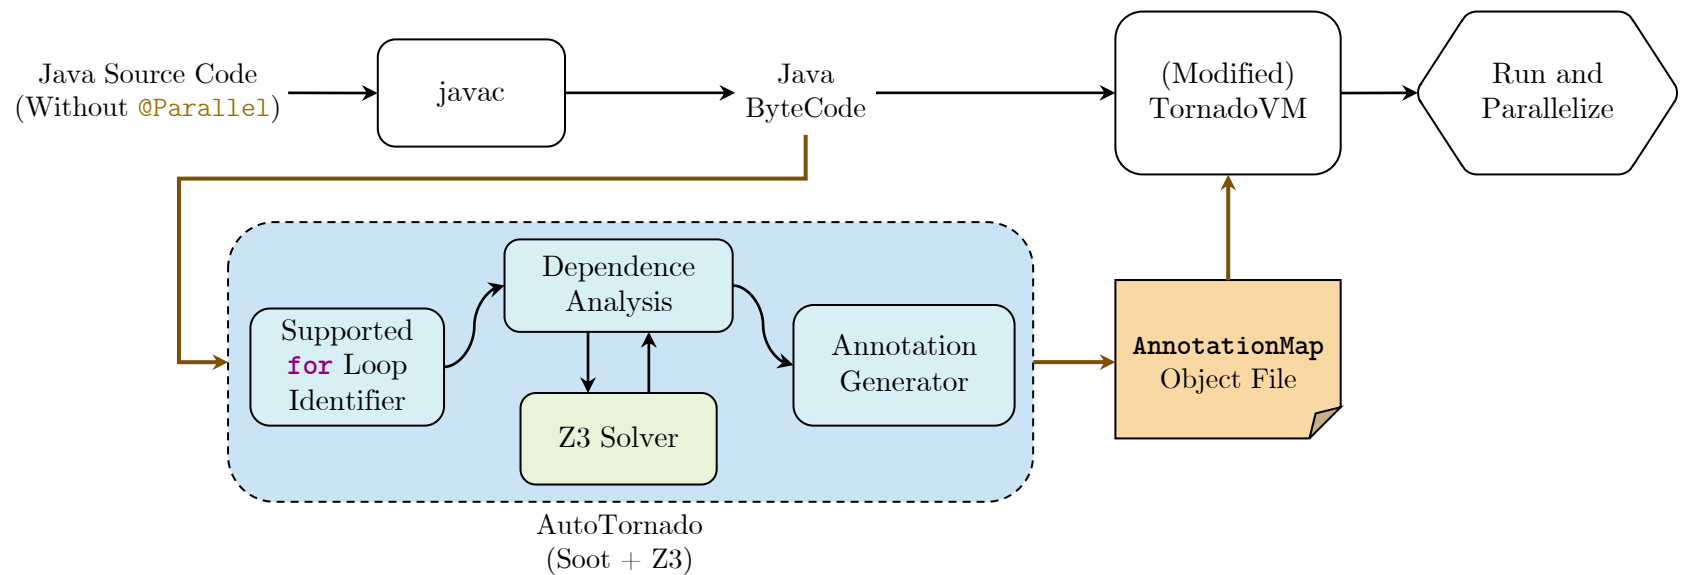 Java Source Code
(Without @Parallel)
javac
Java
ByteCode
(Modified)
TornadoVM
Run and
Parallelize
Supported
for Loop
Identifier
Dependence
Analysis
Z3 Solver
Annotation
Generator
AnnotationMap
Object File
AutoTornado
(Soot + Z3)